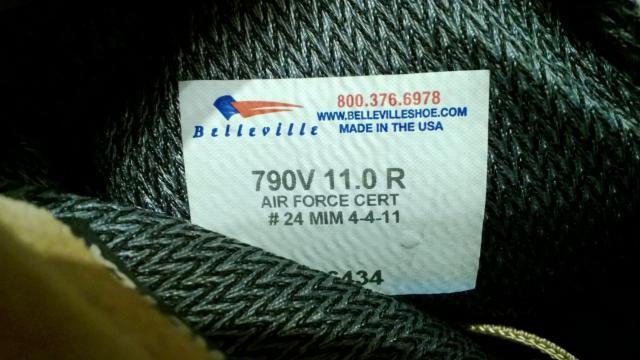 800.376.6978
www.BELLEVILLESHOE.COM
Belleville MADE IN THE USA
790V 11.0 R
AIR FORCE CERT
# 24 MIM 4-4-11
434